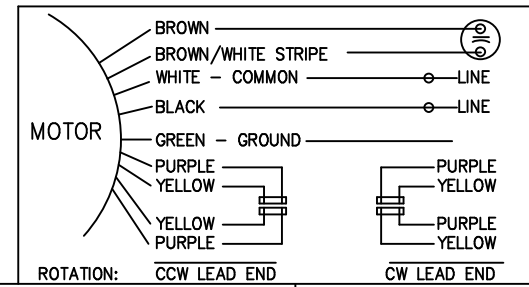 BROWN
BROWN/WHITE STRIPE
WHITE - COMMON LINE
BLACK LINE
MOTOR
GREEN - GROUND
PURPLE PURPLE
YELLOW YELLOW
YELLOW PURPLE
PURPLE YELLOW
ROTATION: CCW LEAD END CW LEAD END